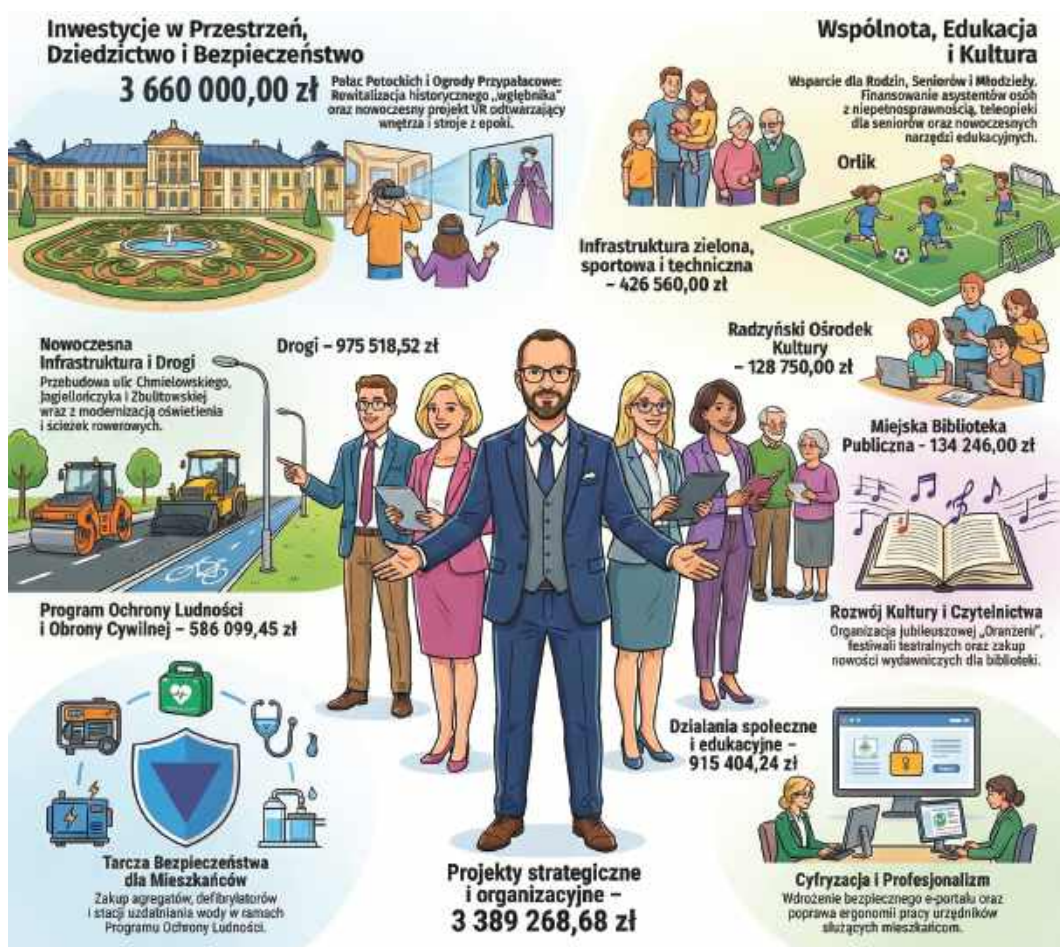 Inwestycje w Przestrzeń,
Dziedzictwo i Bezpieczeństwo
3 660 000,00 zł
Pałac Potockich i Ogrody Przypałacowe:
Rewitalizacja historycznego „wgłębnika”
oraz nowoczesny projekt VR odtwarzający
wnętrza i stroje z epoki.
Wspólnota, Edukacja
i Kultura
Wsparcie dla Rodzin, Seniorów i Młodzieży.
Finansowanie asystentów osób
z niepełnosprawnością, teleopieki
dla seniorów oraz nowoczesnych
narzędzi edukacyjnych.
Orlik
Infrastruktura zielona,
sportowa i techniczna
– 426 560,00 zł
Nowoczesna
Infrastruktura i Drogi
Przebudowa ulic Chmielowskiego,
Jagiellończyka i Zbulitowskiej
wraz z modernizacją oświetlenia
i ścieżek rowerowych.
Drogi – 975 518,52 zł
Radzyński Ośrodek
Kultury
– 128 750,00 zł
Miejska Biblioteka
Publiczna - 134 246,00 zł
Program Ochrony Ludności
i Obrony Cywilnej – 586 099,45 zł
Rozwój Kultury i Czytelnictwa
Organizacja jubileuszowej „Oranżerii”,
festiwali teatralnych oraz zakup
nowości wydawniczych dla biblioteki.
Działania społeczne
i edukacyjne –
915 404,24 zł
Tarcza Bezpieczeństwa
dla Mieszkańców
Zakup agregatów, defibrylatorów
i stacji uzdatniania wody w ramach
Programu Ochrony Ludności.
Projekty strategiczne
i organizacyjne –
3 389 268,68 zł
Cyfryzacja i Profesjonalizm
Wdrożenie bezpiecznego e-portalu oraz
poprawa ergonomii pracy urzędników
służących mieszkańcom.